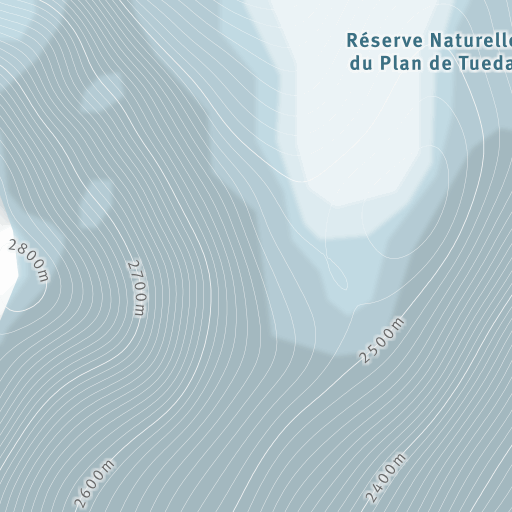 Réserve Naturelle
du Plan de Tueda
2800m
2700m
2500m
2600m
2400m